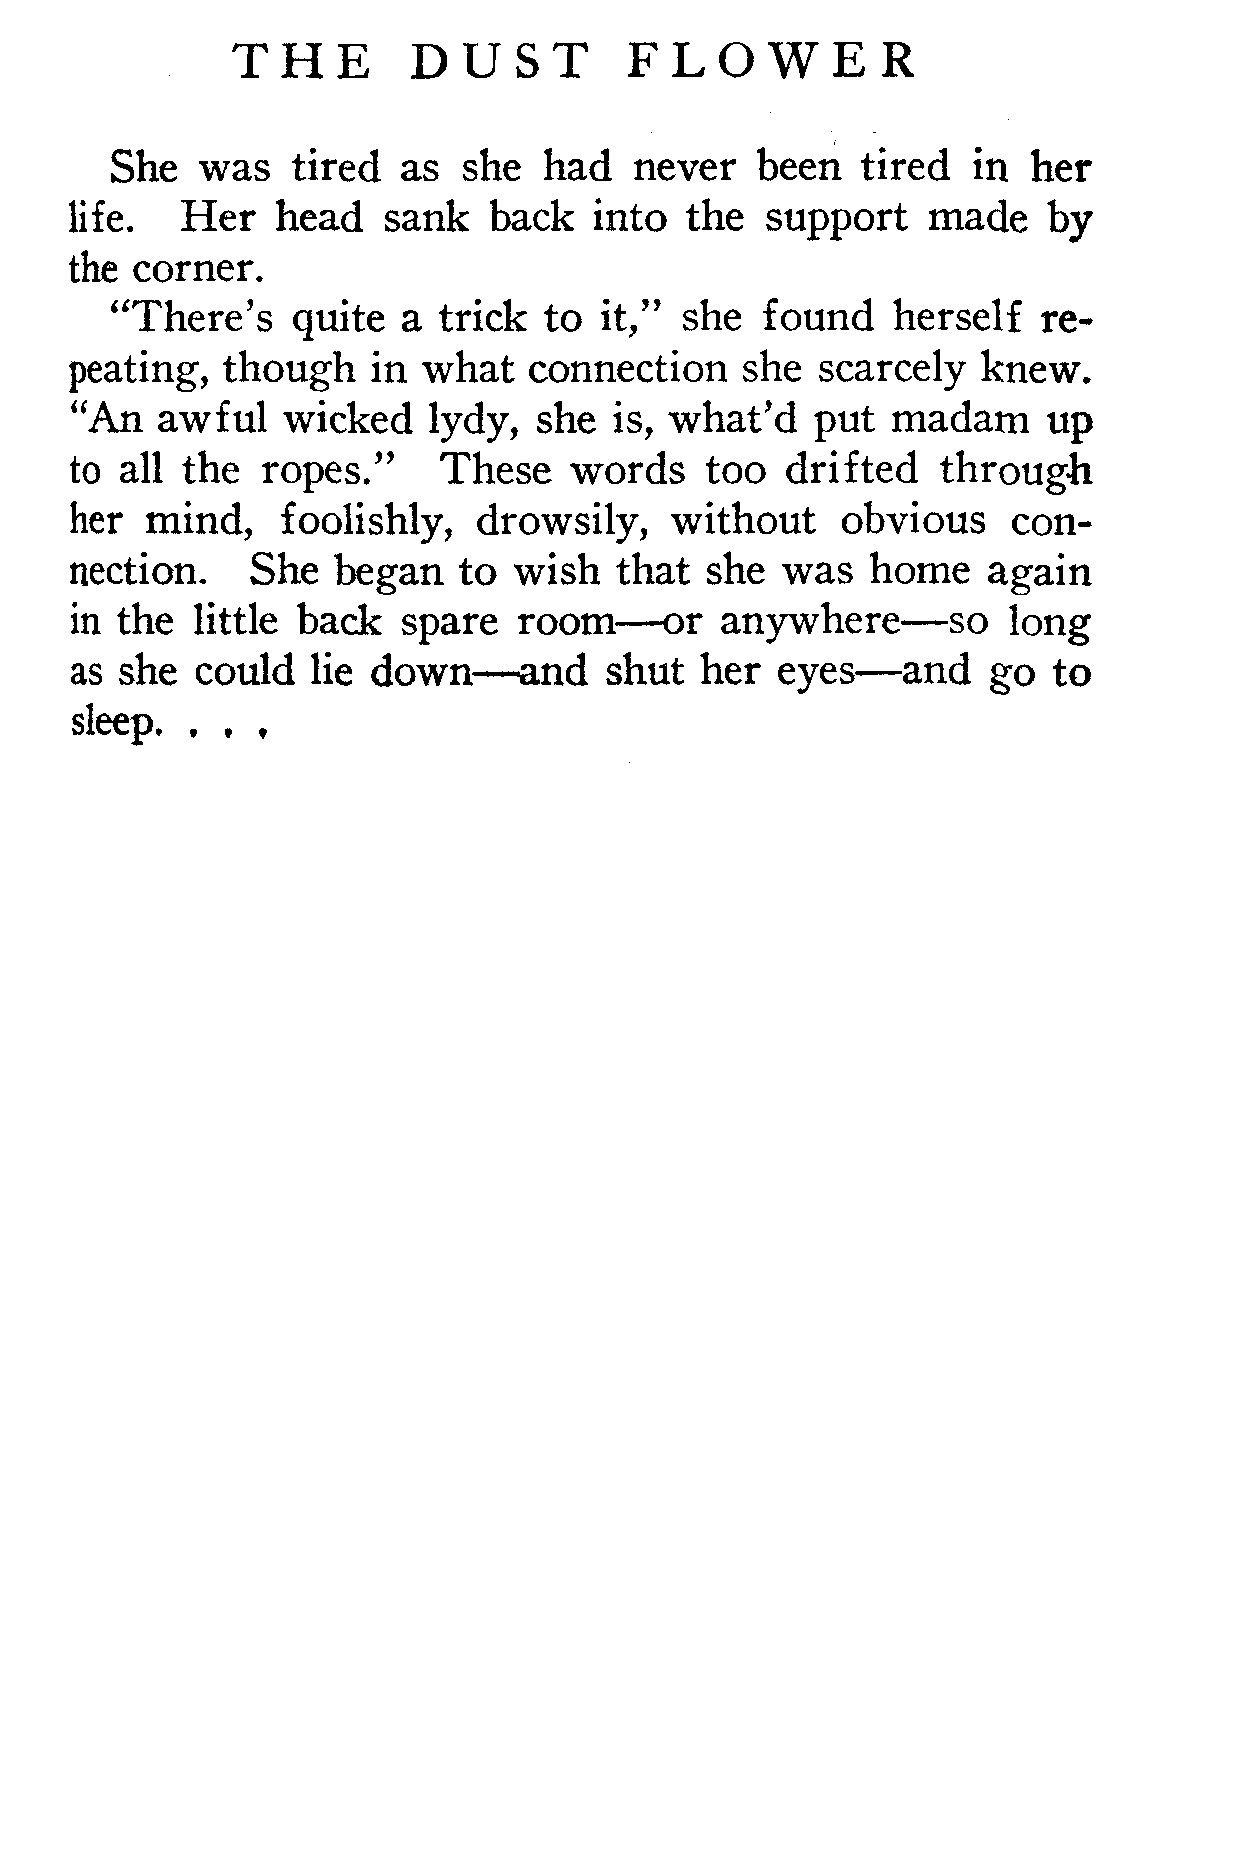 THE DUST FLOWER
She was tired as she had never been tired in her
life. Her head sank back into the support made by
the corner.
“There’s quite a trick to it,” she found herself re-
peating, though in what connection she scarcely knew.
“An awful wicked lydy, she is, what’d put madam up
to all the ropes.” These words too drifted through
her mind, foolishly, drowsily, without obvious con-
nection. She began to wish that she was home again
in the little back spare room—or anywhere—so long
as she could lie down—and shut her eyes—and go to
sleep. . . .